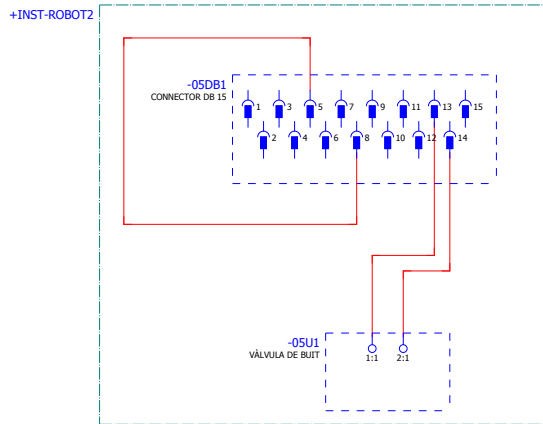 +INST-ROBOT2
-05DB1
CONNECTOR DB 15
1 3 5 7 9 11 13 15
2 4 6 8 10 12 14
-05U1
VÀLVULA DE BUIT
1:1 2:1